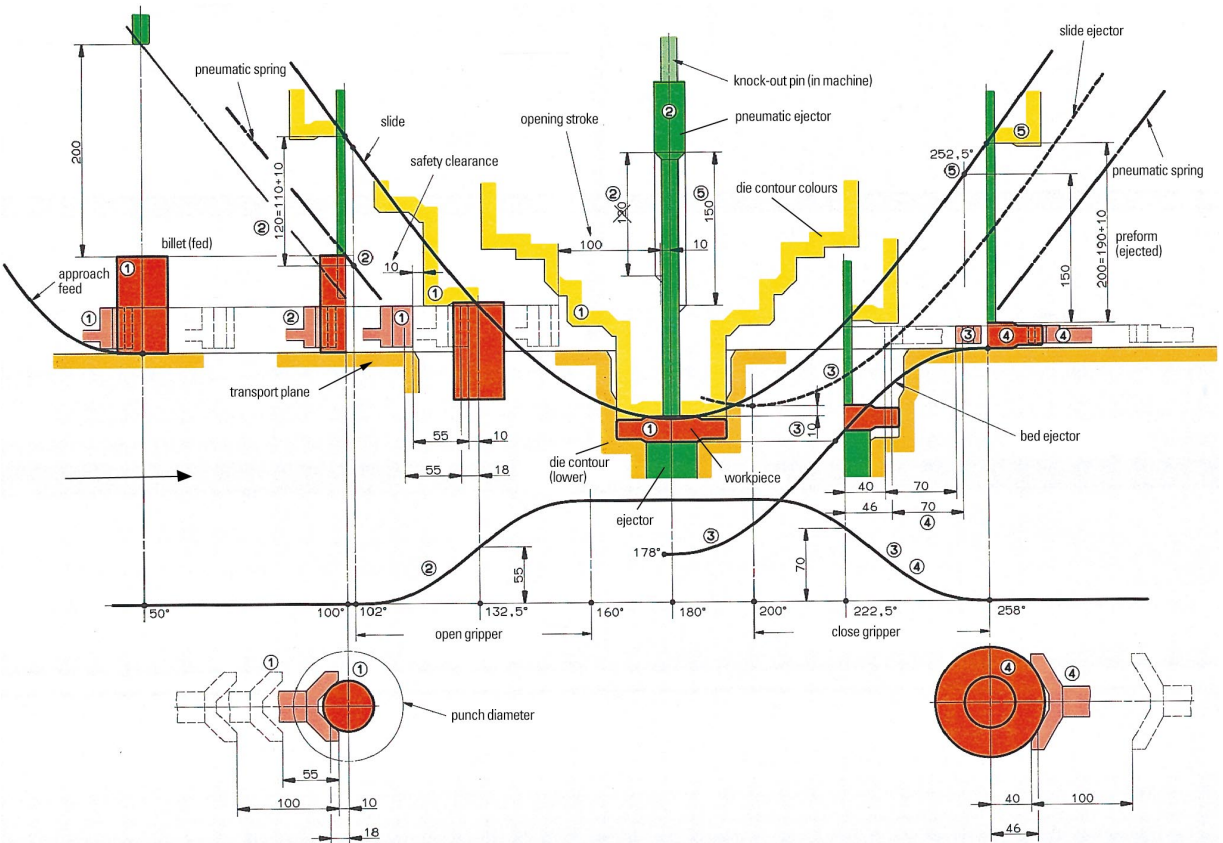 slide ejector
pneumatic spring
knock-out pin (in machine)
②
pneumatic ejector
opening stroke
slide
⑤
252,5°
⑤
pneumatic spring
200
safety clearance
②
120=110+10
②
120
⑤
150
die contour colours
billet (fed)
②
100
10
150
200=190+10
preform
(ejected)
approach
feed
①
10
①
①
①
②
①
③
④
④
transport plane
③
③
10
①
55
10
55
18
die contour
(lower)
workpiece
bed ejector
40
70
46
70
④
ejector
②
55
178°
③
70
③
④
50°
100°
102°
132,5°
160°
180°
200°
222,5°
258°
open gripper
close gripper
①
①
④
④
punch diameter
55
100
10
18
40
100
46